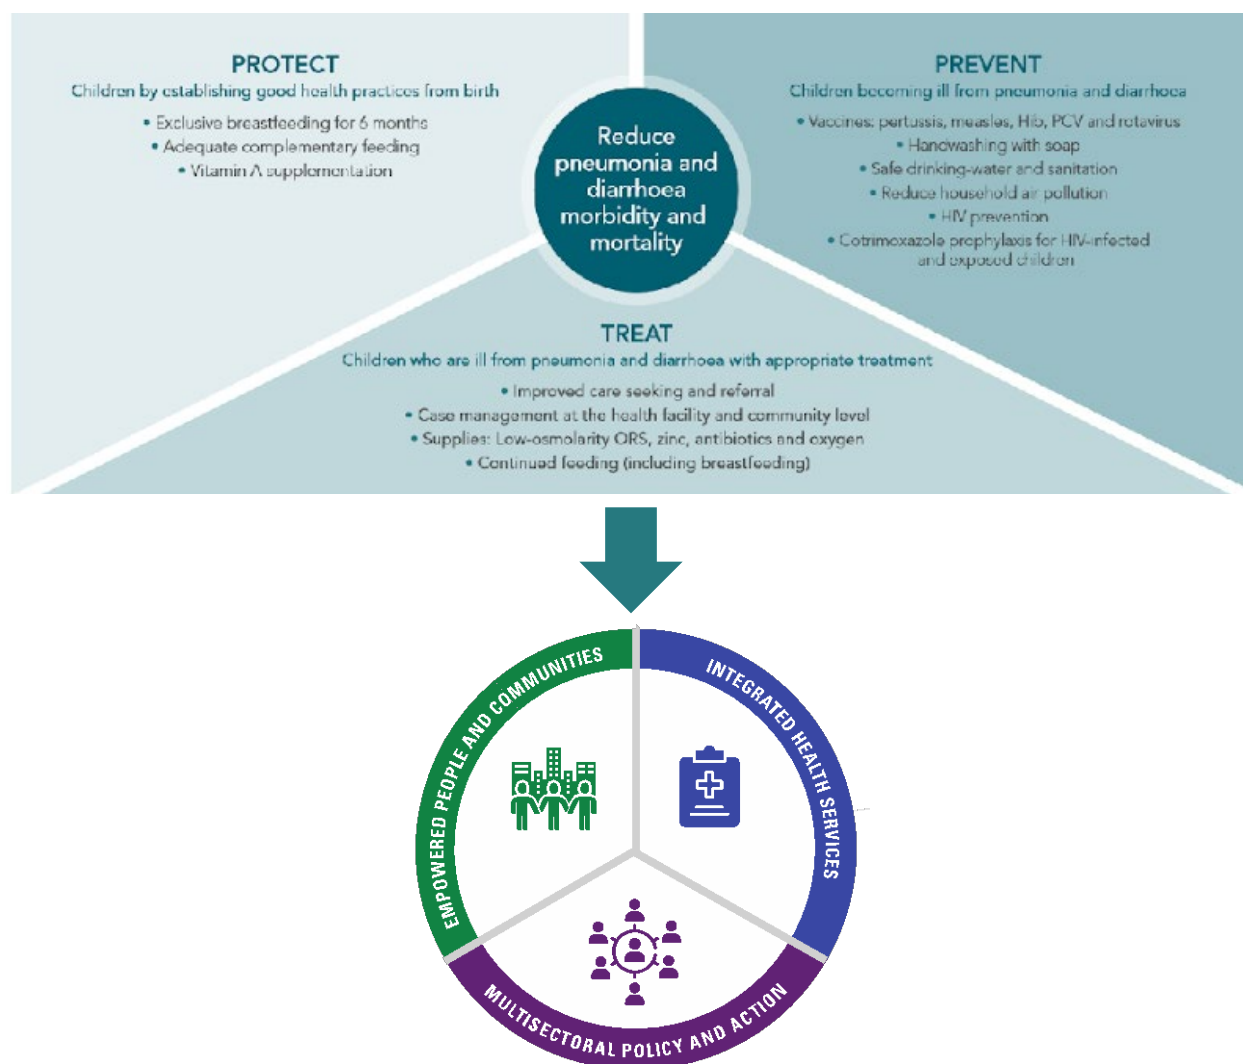 PROTECT
Children by establishing good health practices from birth
• Exclusive breastfeeding for 6 months
• Adequate complementary feeding
• Vitamin A supplementation
Reduce
pneumonia and
diarrhoea
morbidity and
mortality
PREVENT
Children becoming ill from pneumonia and diarrhoea
• Vaccines: pertussis, measles, Hib, PCV and rotavirus
• Handwashing with soap
• Safe drinking-water and sanitation
• Reduce household air pollution
• HIV prevention
• Cotrimoxazole prophylaxis for HIV-infected
and exposed children
TREAT
Children who are ill from pneumonia and diarrhoea with appropriate treatment
• Improved care seeking and referral
• Case management at the health facility and community level
• Supplies: Low-osmolarity ORS, zinc, antibiotics and oxygen
• Continued feeding (including breastfeeding)
EMPOWERED PEOPLE AND COMMUNITIES
INTEGRATED HEALTH SERVICES
MULTISECTORAL POLICY AND ACTION